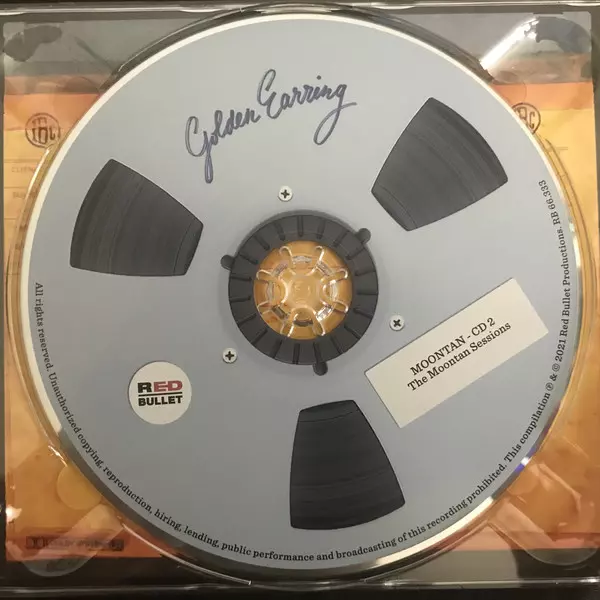 Golden Earring
MOONTAN - CD 2
The Moontan Sessions
RED
BULLET
All rights reserved. Unauthorized copying, reproduction, hiring, lending, public performance and broadcasting of this recording prohibited. This compilation ℗ & © 2021 Red Bullet Productions. RB 66.333